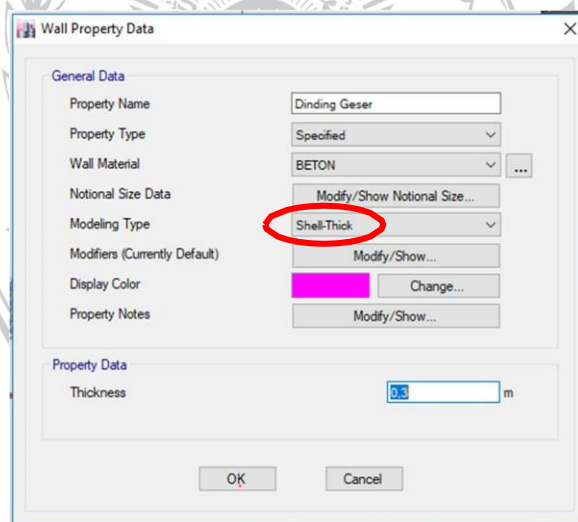 Wall Property Data
General Data
Property Name Dinding Geser
Property Type Specified
Wall Material BETON ...
Notional Size Data Modify/Show Notional Size...
Modeling Type Shell-Thick
Modifiers (Currently Default) Modify/Show...
Display Color Change...
Property Notes Modify/Show...
Property Data
Thickness 0,3 m
OK Cancel